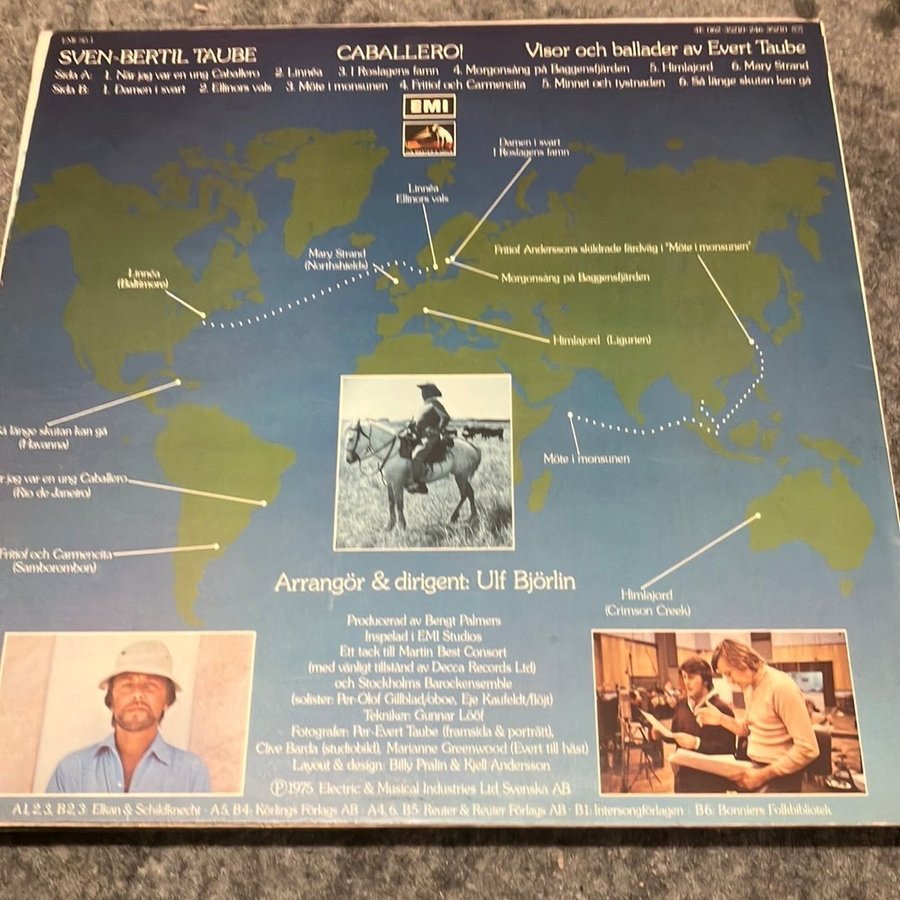 SVEN-BERTIL TAUBE CABALLERO! Visor och ballader av Evert Taube
Sida A: 1. När jag var en ung Caballero 2. Linnéa 3. I Roslagens famn 4. Morgonsång på Baggensfjärden 5. Himlajord 6. Mary Strand
Sida B: 1. Damen i svart 2. Ellinors vals 3. Möte i monsunen 4. Fritiof och Carmencita 5. Minnet och tystnaden 6. Så länge skutan kan gå
EMI
Damen i svart
I Roslagens famn
Linnéa
Ellinors vals
Mary Strand
(Northshields)
Fritiof Anderssons skildrade färdväg i "Möte i monsunen"
Morgonsång på Baggensfjärden
Linnéa
(Baltimore)
Himlajord (Ligurien)
å länge skutan kan gå
(Havanna)
Möte i monsunen
r jag var en ung Caballero
(Rio de Janeiro)
Fritiof och Carmencita
(Samborombon)
Himlajord
(Crimson Creek)
Arrangör & dirigent: Ulf Björlin
Producerad av Bengt Palmers
Inspelad i EMI Studios
Ett tack till Martin Best Consort
(med vänligt tillstånd av Decca Records Ltd)
och Stockholms Barockensemble
(solister: Per-Olof Gillblad/oboe, Eje Kaufeldt/flöjt)
Tekniker: Gunnar Lööf
Fotografer: Per-Evert Taube (framsida & porträtt),
Clive Barda (studiobild), Marianne Greenwood (Evert till häst)
Layout & design: Billy Pralin & Kjell Andersson
Ⓟ1975 Electric & Musical Industries Ltd Svenska AB
A1, 2, 3, B2, 3: Elkan & Schildknecht · A5, B4: Körlings Förlags AB · A4, 6, B5 Reuter & Reuter Förlags AB · B1: Intersongförlagen · B6: Bonniers Folkbibliotek